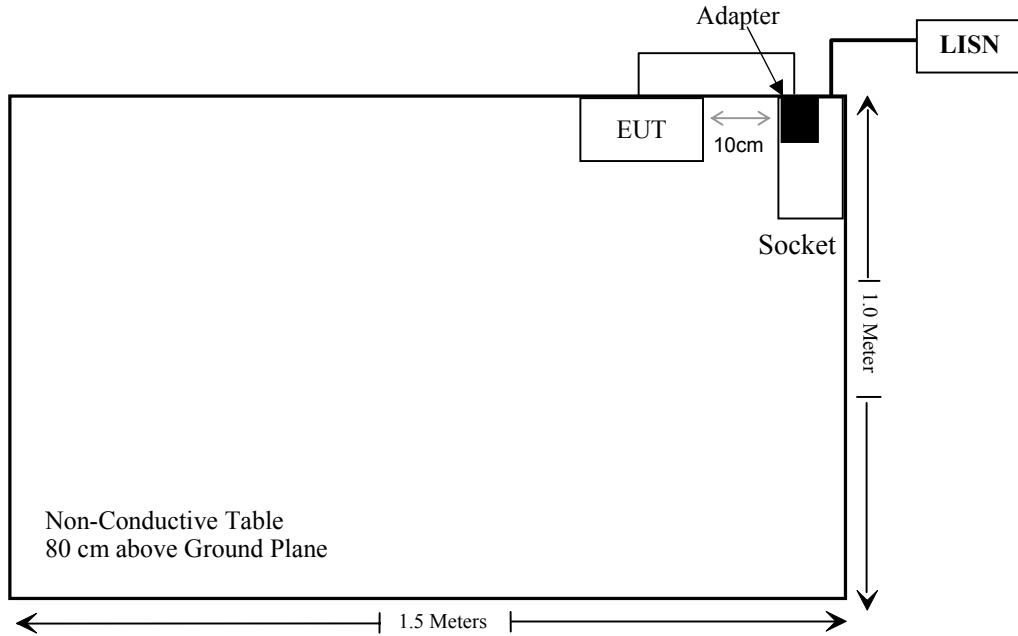 Adapter
LISN
EUT
10cm
Socket
1.0 Meter
Non-Conductive Table
80 cm above Ground Plane
1.5 Meters